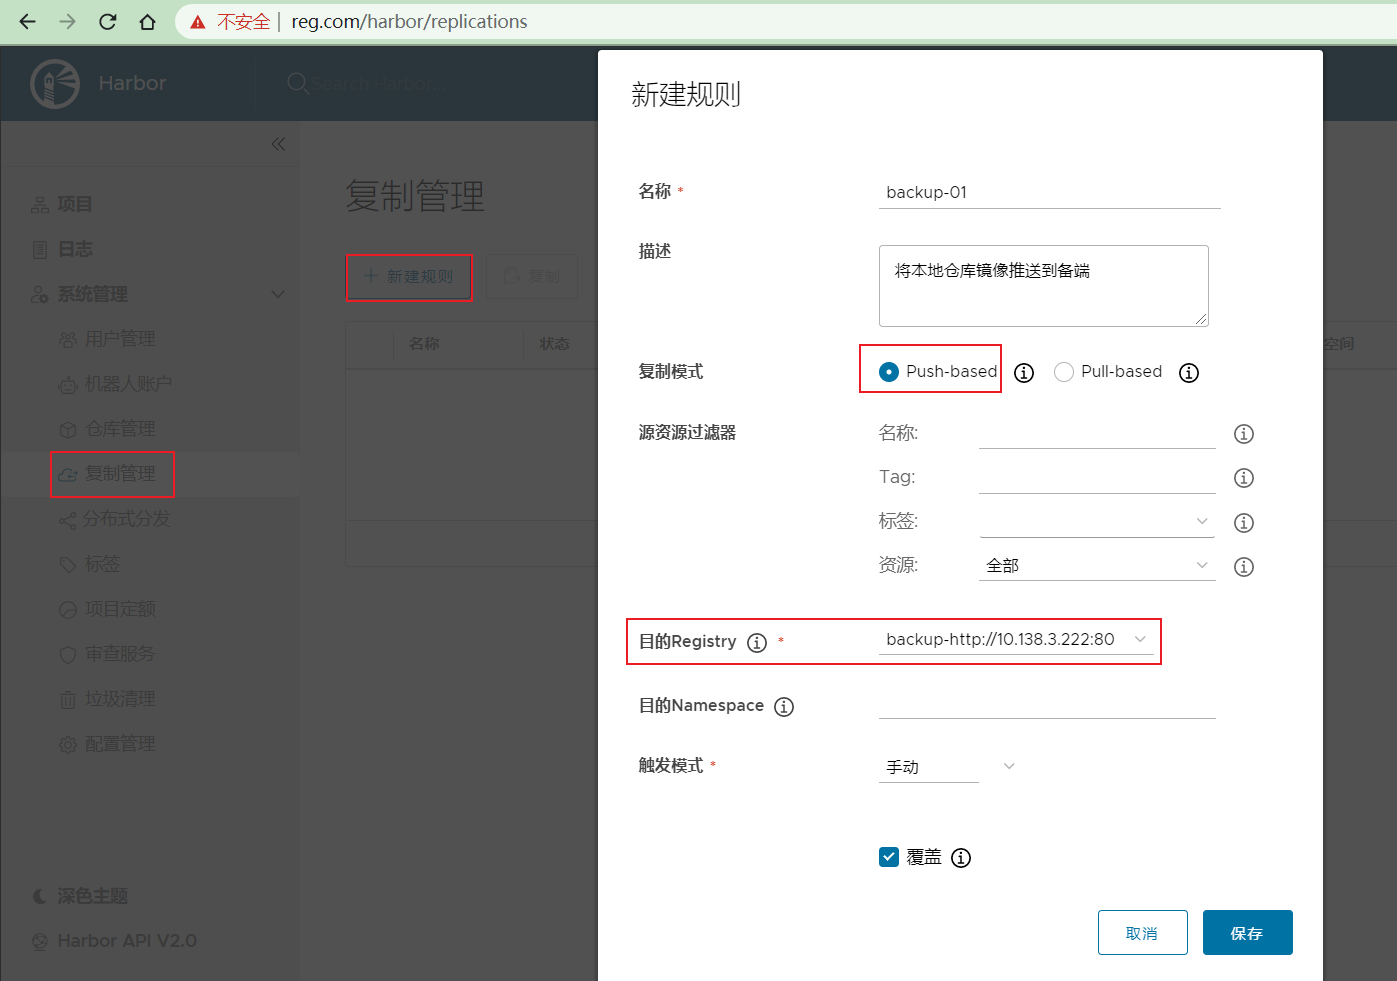 不安全 | reg.com/harbor/replications
Harbor
Search Harbor...
项目
日志
系统管理
用户管理
机器人账户
仓库管理
复制管理
分布式分发
标签
项目定额
审查服务
垃圾清理
配置管理
深色主题
Harbor API V2.0
复制管理
+ 新建规则
复制
名称
状态
空间
新建规则
名称 *
backup-01
描述
将本地仓库镜像推送到备端
复制模式
Push-based
Pull-based
源资源过滤器
名称:
Tag:
标签:
资源:
全部
目的Registry *
backup-http://10.138.3.222:80
目的Namespace
触发模式 *
手动
覆盖
取消
保存